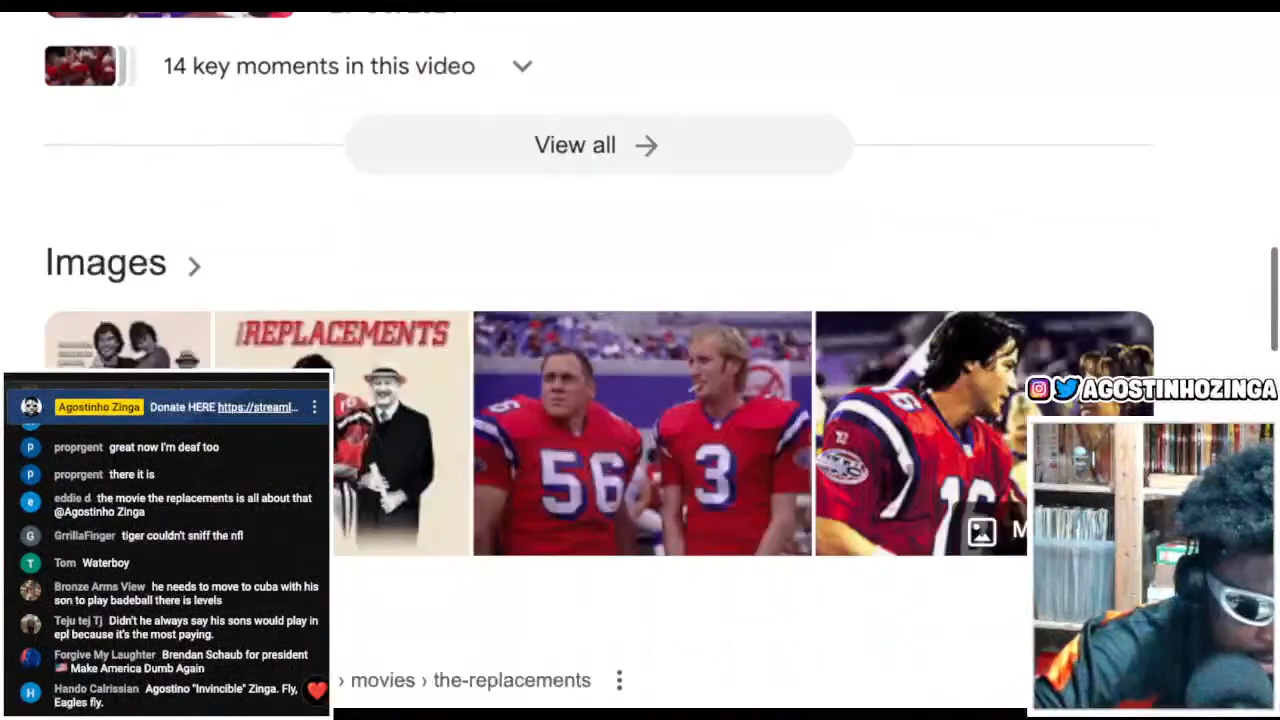 14 key moments in this video
View all
Images
REPLACEMENTS
56
3
16
AGOSTINHOZINGA
Agostinho Zinga Donate HERE https://streaml...
proprgent great now I'm deaf too
proprgent there it is
eddie d. the movie the replacements is all about that
@Agostinho Zinga
GrrillaFinger tiger couldn't sniff the nfl
Tom Waterboy
Bronze Arms View he needs to move to cuba with his
son to play badeball there is levels
Teju tej Tj Didn't he always say his sons would play in
epl because it's the most paying.
Forgive My Laughter Brendan Schaub for president
Make America Dumb Again
Hando Calrissian Agostino "Invincible" Zinga. Fly,
Eagles fly.
› movies › the-replacements